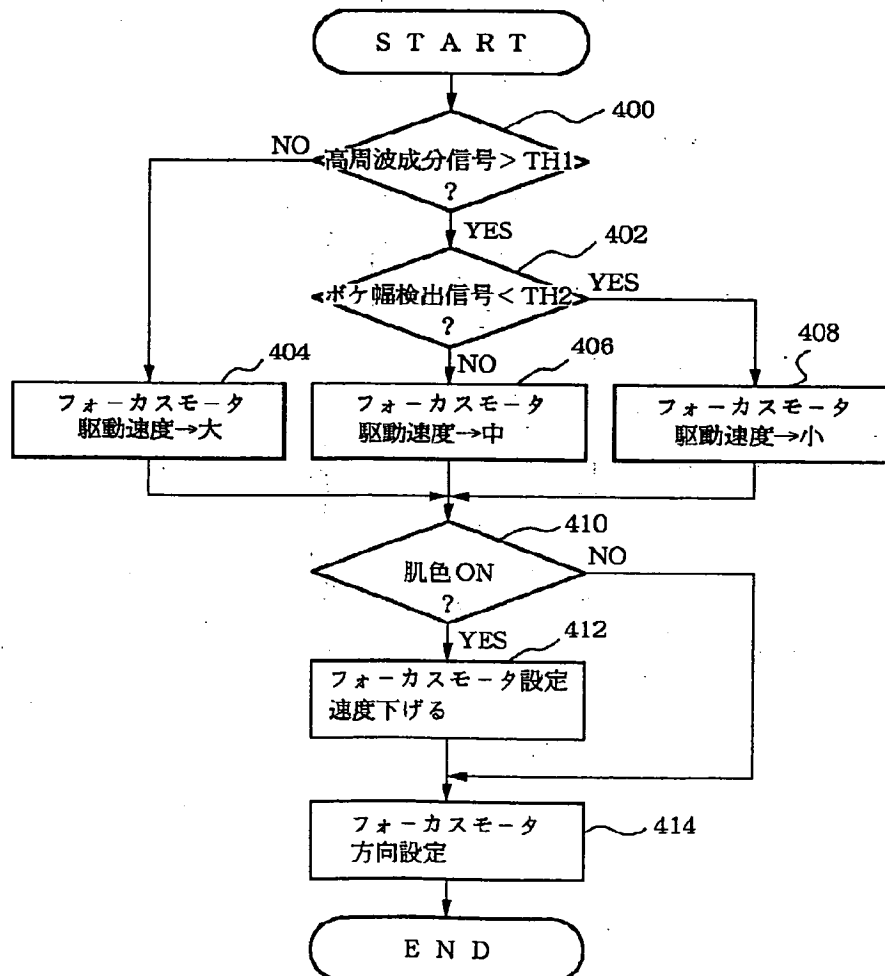 START
400
NO
高周波成分信号>TH1
?
YES
402
ボケ幅検出信号<TH2
YES
?
NO
404
406
408
フォーカスモータ
駆動速度→大
フォーカスモータ
駆動速度→中
フォーカスモータ
駆動速度→小
410
肌色ON
NO
?
YES
412
フォーカスモータ設定
速度下げる
フォーカスモータ
方向設定
414
END